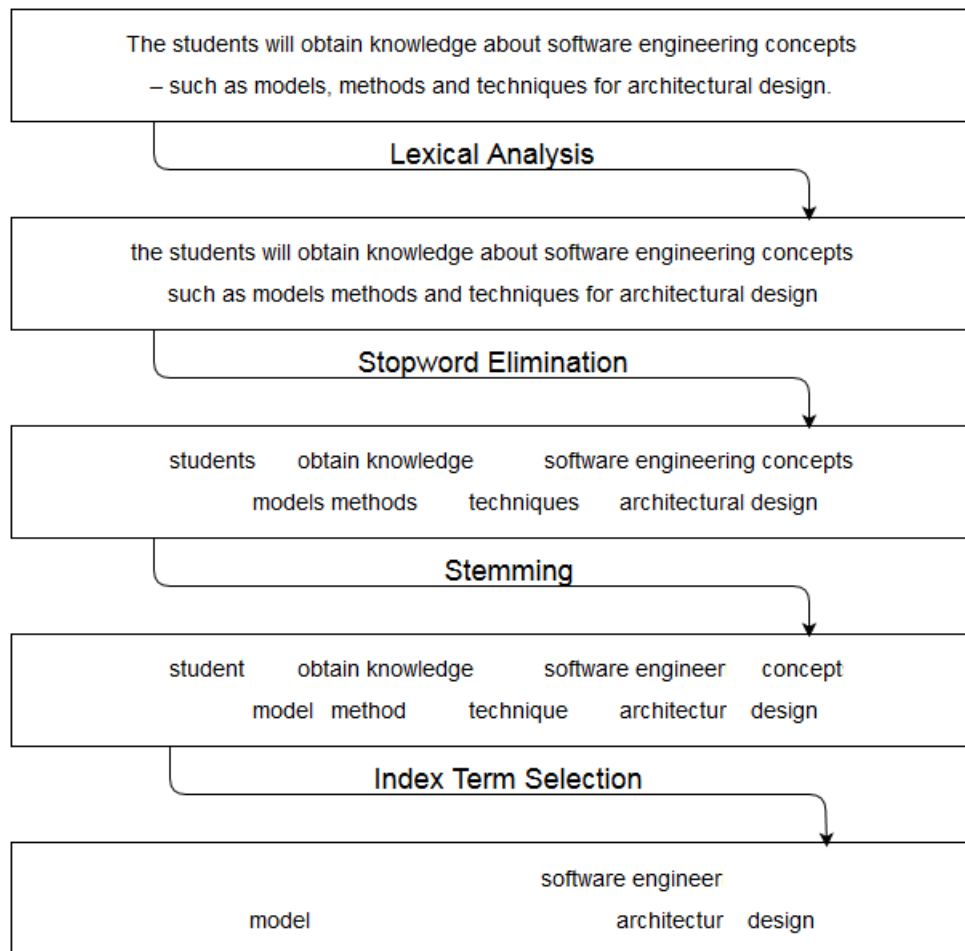 The students will obtain knowledge about software engineering concepts
– such as models, methods and techniques for architectural design.
Lexical Analysis
the students will obtain knowledge about software engineering concepts
such as models methods and techniques for architectural design
Stopword Elimination
students obtain knowledge software engineering concepts
models methods techniques architectural design
Stemming
student obtain knowledge software engineer concept
model method technique architectur design
Index Term Selection
software engineer
model architectur design